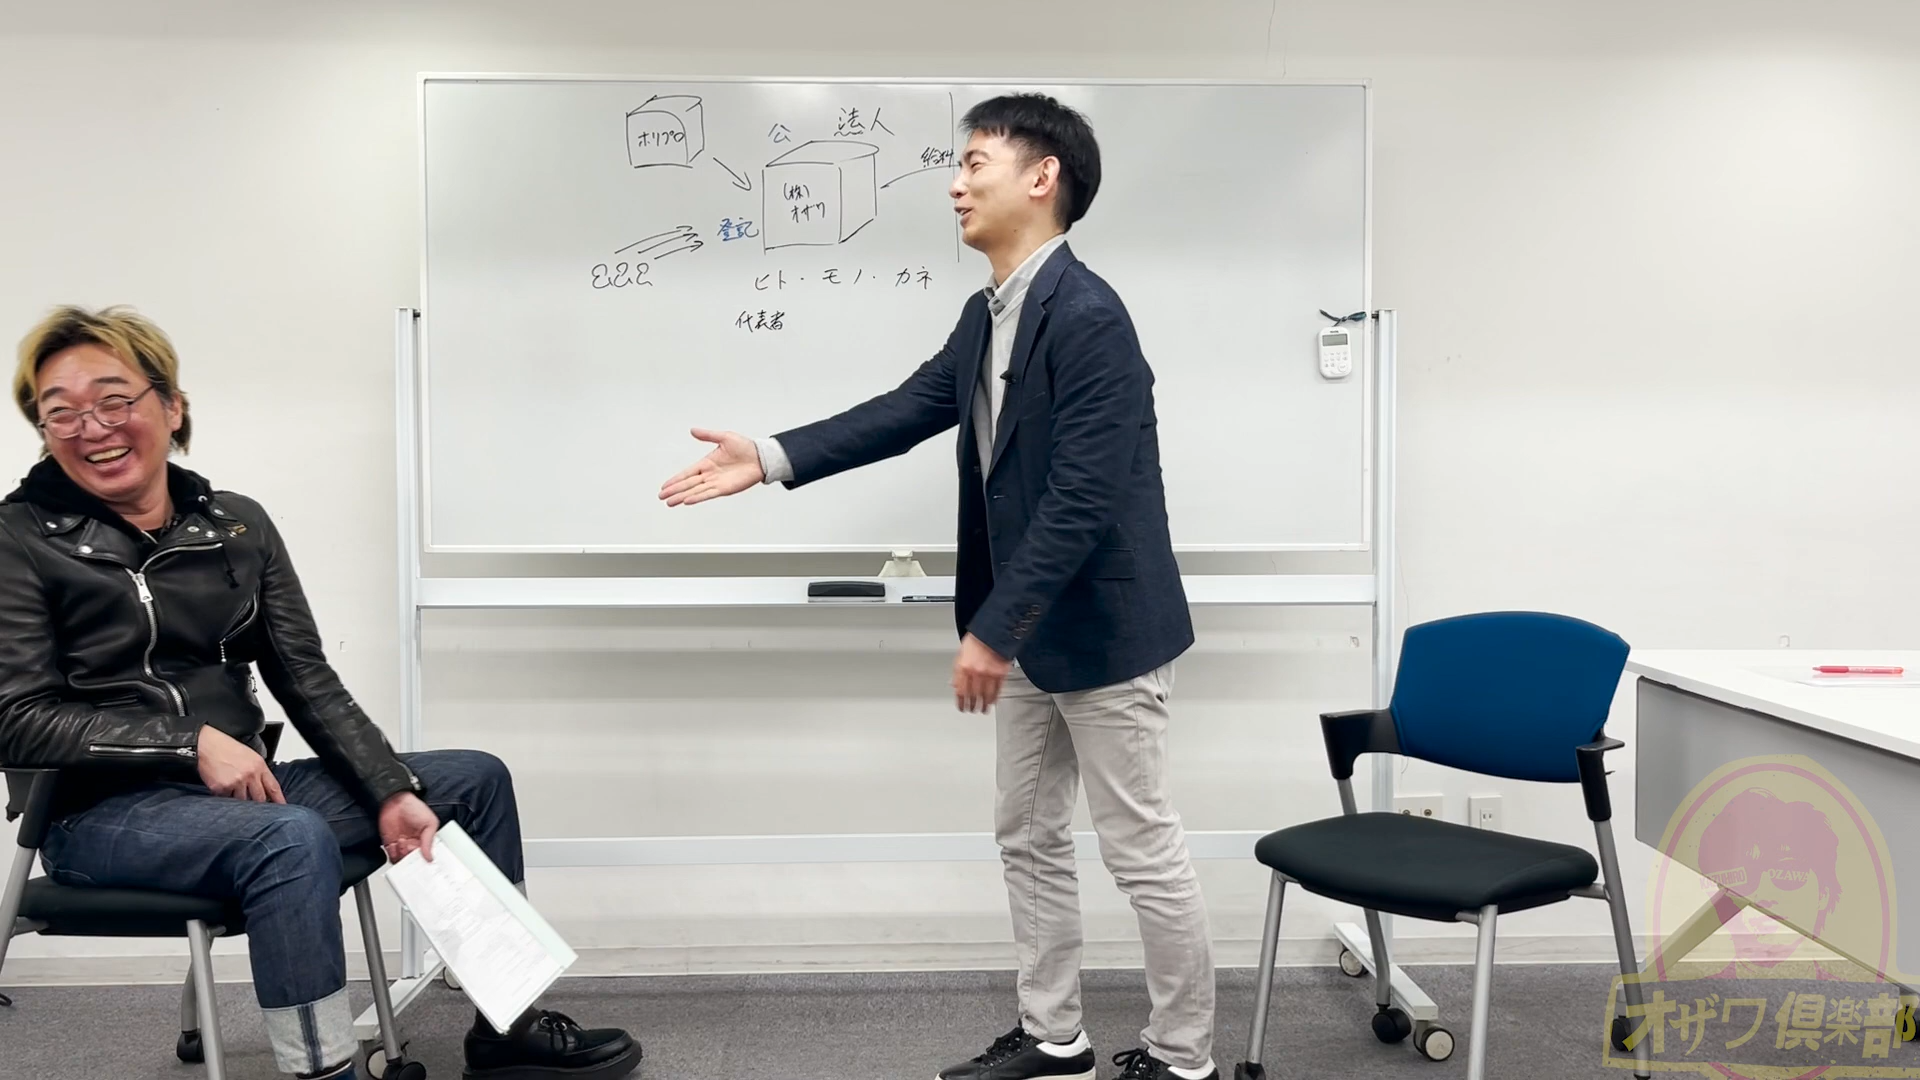 ホリプロ
公 法人
給料
(株)
オザワ
登記
ヒト・モノ・カネ
代表者
OZAWA
オザワ倶楽部